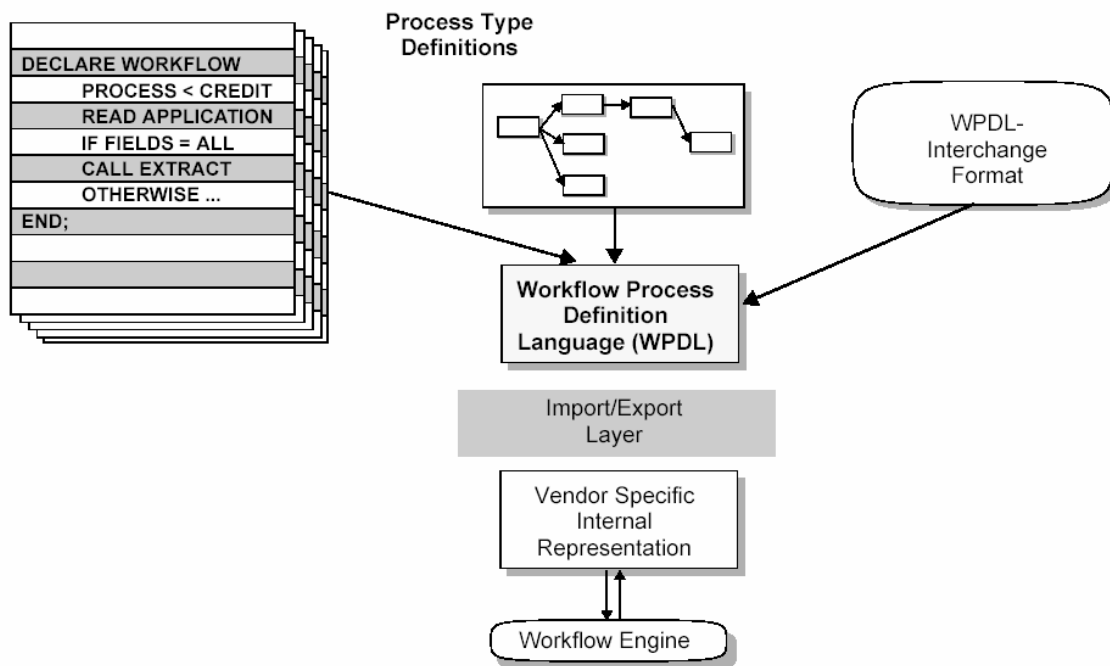 Process Type
Definitions
DECLARE WORKFLOW
PROCESS < CREDIT
READ APPLICATION
IF FIELDS = ALL
CALL EXTRACT
OTHERWISE ...
END;
WPDL-
Interchange
Format
Workflow Process
Definition
Language (WPDL)
Import/Export
Layer
Vendor Specific
Internal
Representation
Workflow Engine